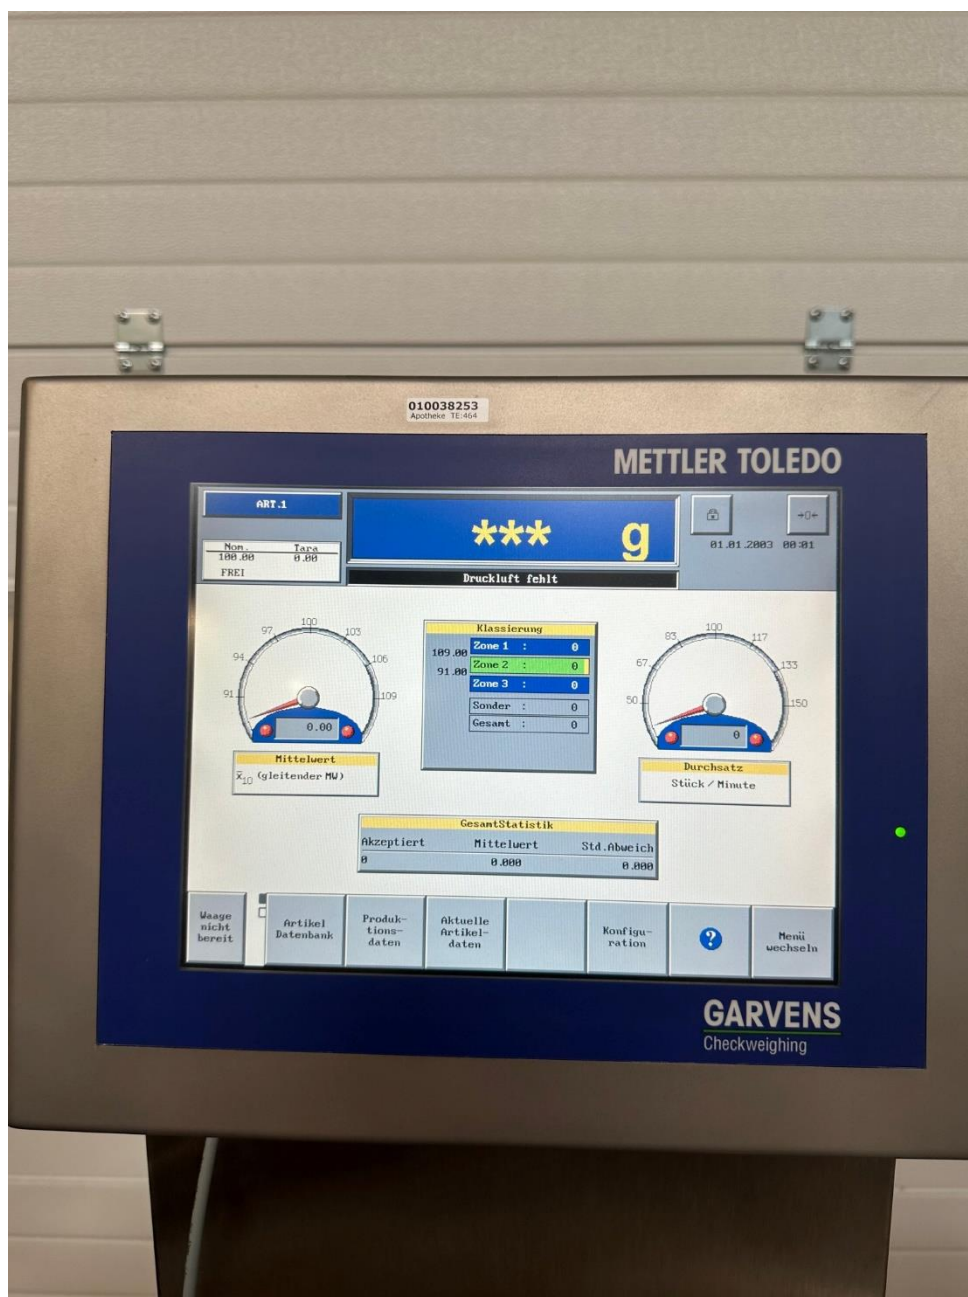 010038253
Apotheke TE:464
METTLER TOLEDO
ART.1
*** g
→0←
01.01.2003 00:01
Nom. Tara
100.00 0.00
FREI
Druckluft fehlt
91 94 97 100 103 106 109
0.00
Mittelwert
x̄10 (gleitender MW)
Klassierung
Zone 1 : 0
109.00
Zone 2 : 0
91.00
Zone 3 : 0
Sonder : 0
Gesamt : 0
50 67 83 100 117 133 150
0
Durchsatz
Stück / Minute
GesamtStatistik
Akzeptiert Mittelwert Std.Abweich
0 0.000 0.000
Waage
nicht
bereit
Artikel
Datenbank
Produk-
tions-
daten
Aktuelle
Artikel-
daten
Konfigu-
ration
?
Menü
wechseln
GARVENS
Checkweighing